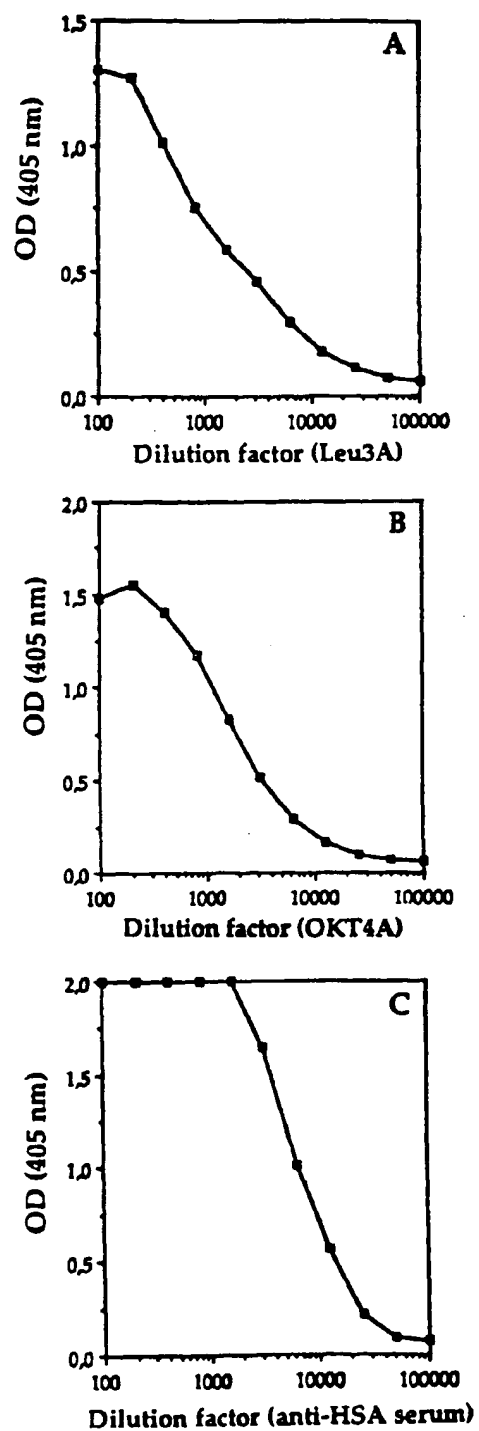 A
1,5
1,0
0,5
0,0
OD (405 nm)
100 1000 10000 100000
Dilution factor (Leu3A)
B
2,0
1,5
1,0
0,5
0,0
OD (405 nm)
100 1000 10000 100000
Dilution factor (OKT4A)
C
2,0
1,5
1,0
0,5
0,0
OD (405 nm)
100 1000 10000 100000
Dilution factor (anti-HSA serum)